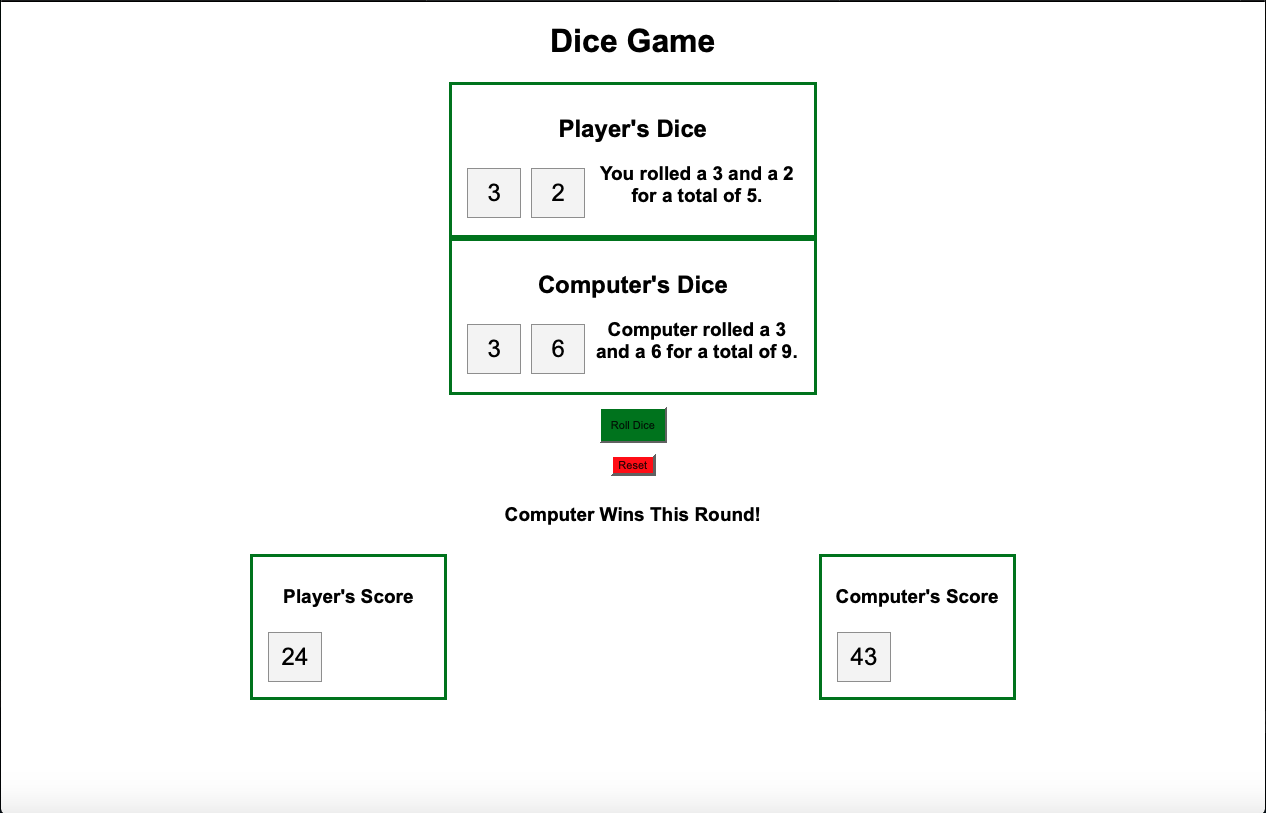 Dice Game
Player's Dice
3 2
You rolled a 3 and a 2
for a total of 5.
Computer's Dice
3 6
Computer rolled a 3
and a 6 for a total of 9.
Roll Dice
Reset
Computer Wins This Round!
Player's Score
24
Computer's Score
43